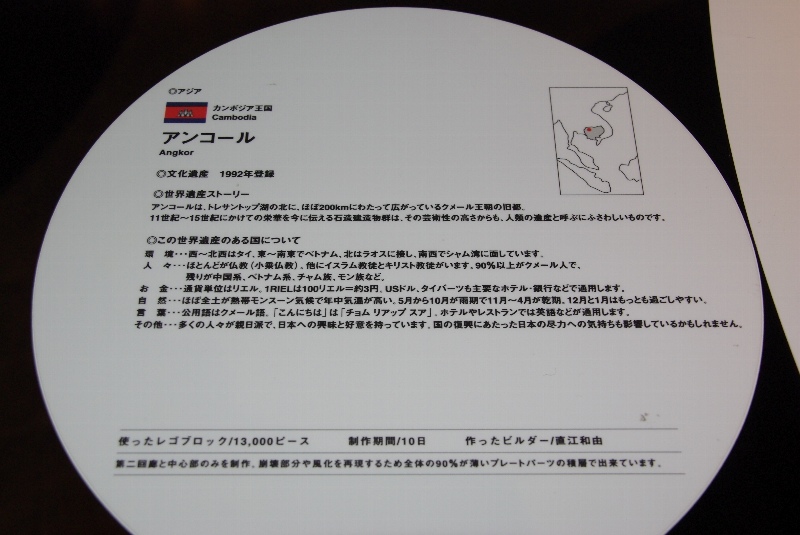 ◎アジア
カンボジア王国
Cambodia
アンコール
Angkor
◎文化遺産 1992年登録
◎世界遺産ストーリー
アンコールは、トレサントップ湖の北に、ほぼ200kmにわたって広がっているクメール王朝の旧都。
11世紀〜15世紀にかけての栄華を今に伝える石造建造物群は、その芸術性の高さからも、人類の遺産と呼ぶにふさわしいものです。
◎この世界遺産のある国について
環 境・・・西〜北西はタイ、東〜南東でベトナム、北はラオスに接し、南西でシャム湾に面しています。
人 々・・・ほとんどが仏教(小乗仏教)。他にイスラム教徒とキリスト教徒がいます。90%以上がクメール人で、
残りが中国系、ベトナム系、チャム族、モン族など。
お 金・・・通貨単位はリエル。1RIELは100リエル=約3円。USドル、タイバーツも主要なホテル・銀行などで通用します。
自 然・・・ほぼ全土が熱帯モンスーン気候で年中気温が高い。5月から10月が雨期で11月〜4月が乾期。12月と1月はもっとも過ごしやすい。
言 葉・・・公用語はクメール語。「こんにちは」は「チョム リアップ スア」。ホテルやレストランでは英語などが通用します。
その他・・・多くの人々が親日派で、日本への興味と好意を持っています。国の復興にあたった日本の尽力への気持ちも影響しているかもしれません。
使ったレゴブロック/13,000ピース 制作期間/10日 作ったビルダー/直江和由
第二回廊と中心部のみを制作。崩壊部分や風化を再現するため全体の90%が薄いプレートパーツの積層で出来ています。